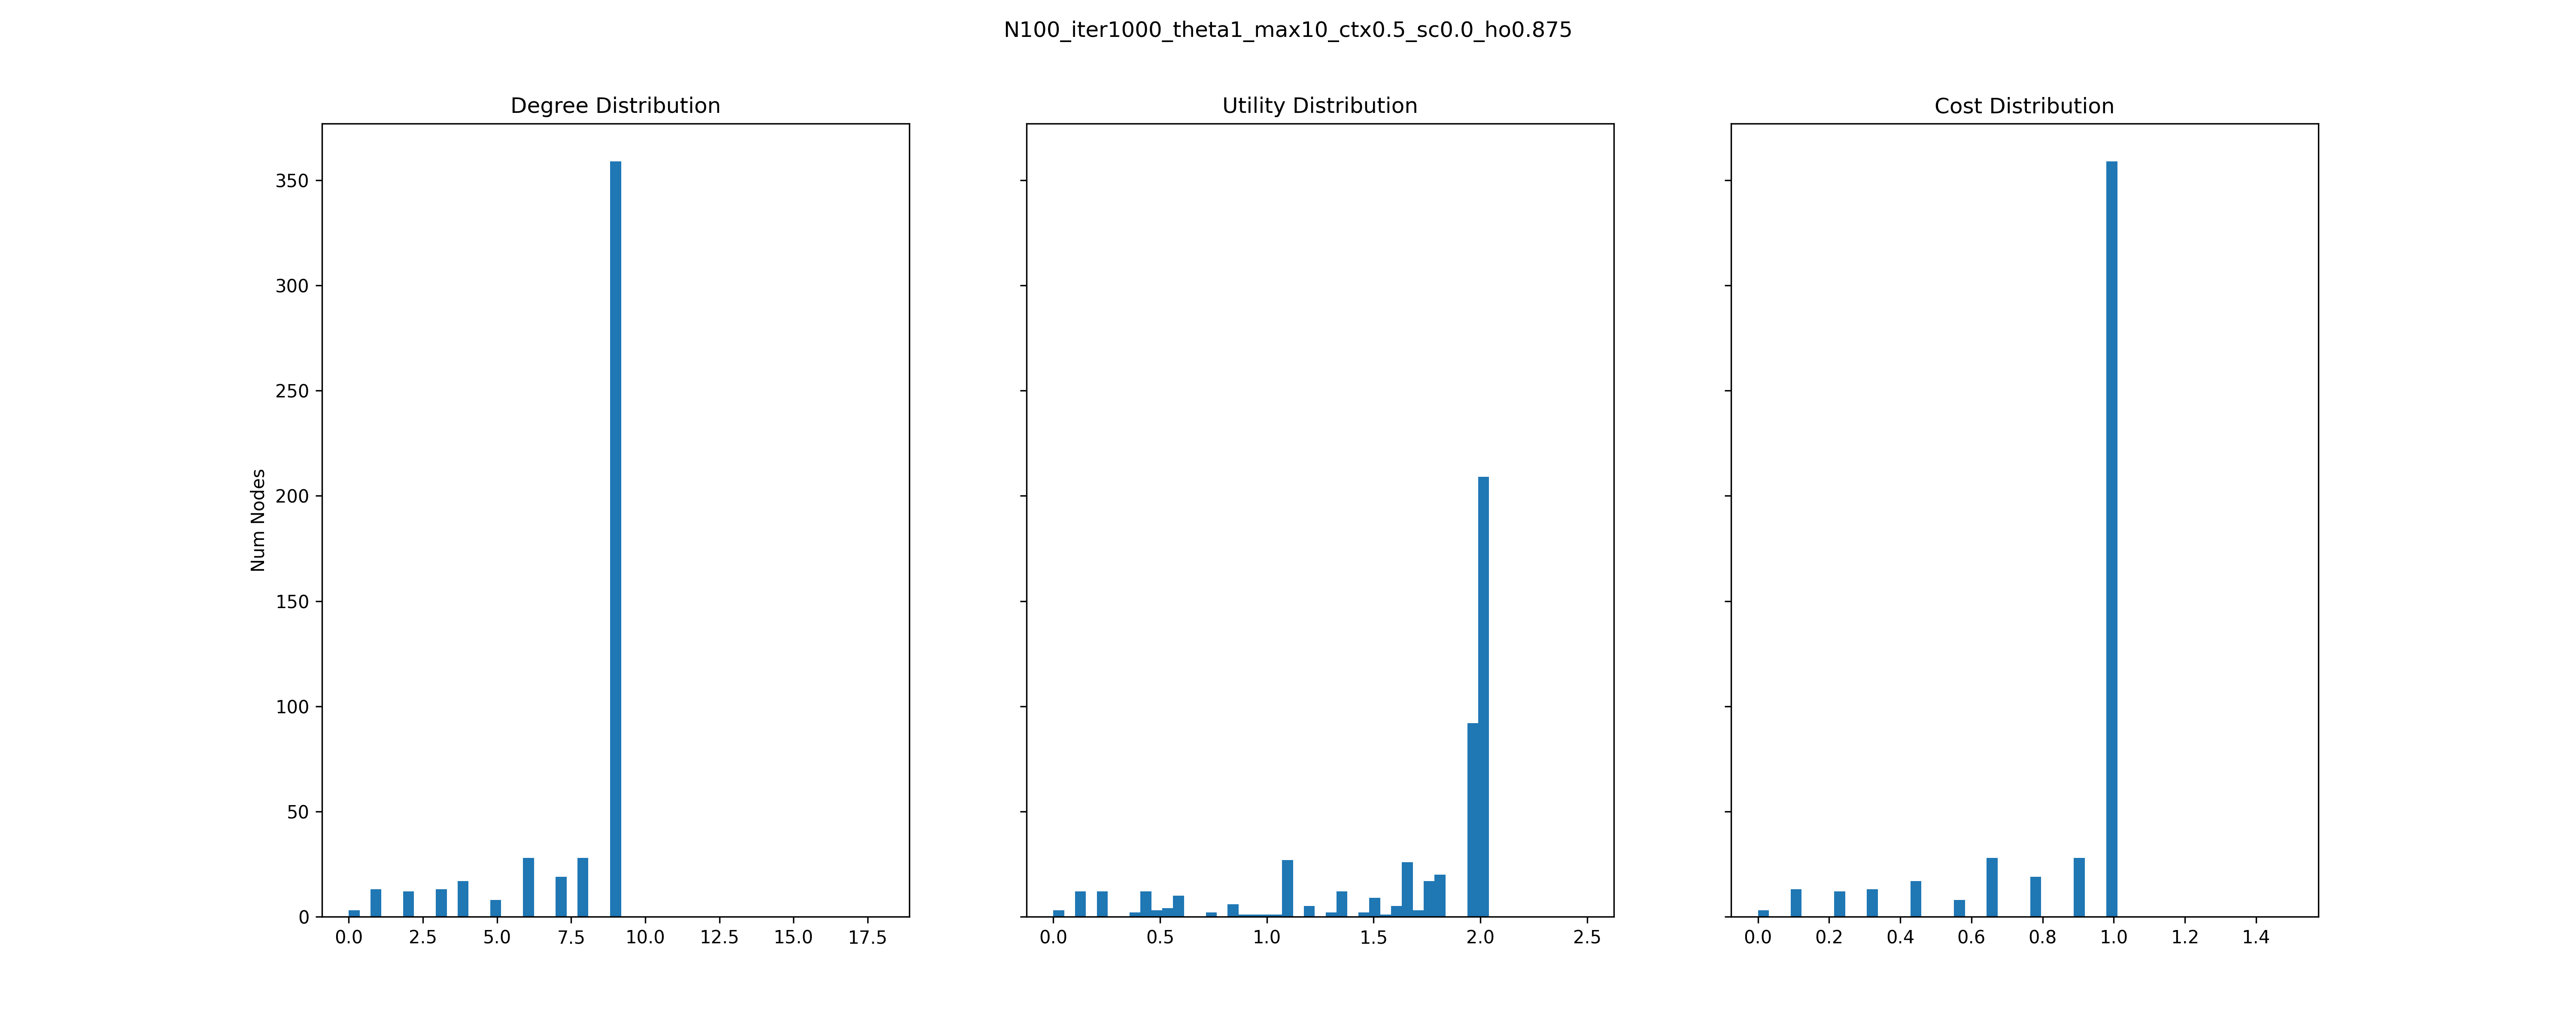 N100_iter1000_theta1_max10_ctx0.5_sc0.0_ho0.875
Degree Distribution
Utility Distribution
Cost Distribution
Num Nodes
350
300
250
200
150
100
50
0
0.0 2.5 5.0 7.5 10.0 12.5 15.0 17.5
0.0 0.5 1.0 1.5 2.0 2.5
0.0 0.2 0.4 0.6 0.8 1.0 1.2 1.4